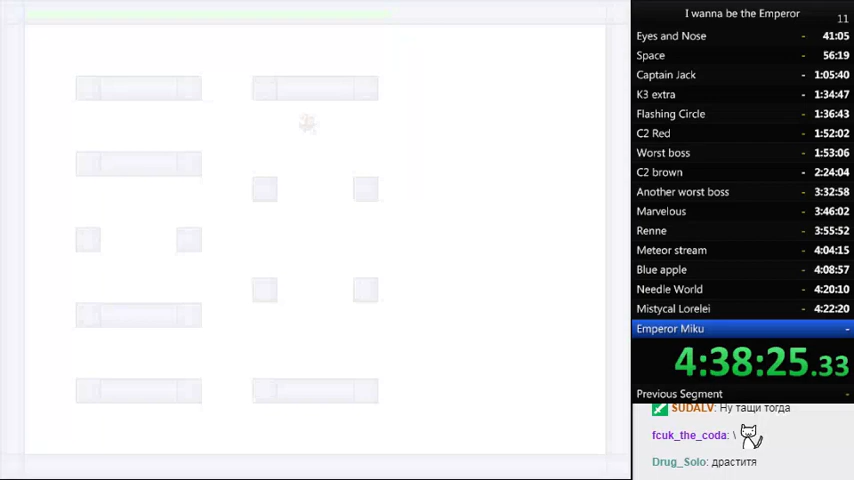 I wanna be the Emperor
11
Eyes and Nose - 41:05
Space - 56:19
Captain Jack - 1:05:40
K3 extra - 1:34:47
Flashing Circle - 1:36:43
C2 Red - 1:52:02
Worst boss - 1:53:06
C2 brown - 2:24:04
Another worst boss - 3:32:58
Marvelous - 3:46:02
Renne - 3:55:52
Meteor stream - 4:04:15
Blue apple - 4:08:57
Needle World - 4:20:10
Mistycal Lorelei - 4:22:20
Emperor Miku -
4:38:25.33
Previous Segment -
SUDALV: Ну тащи тогда
fcuk_the_coda: \
Drug_Solo: драститя